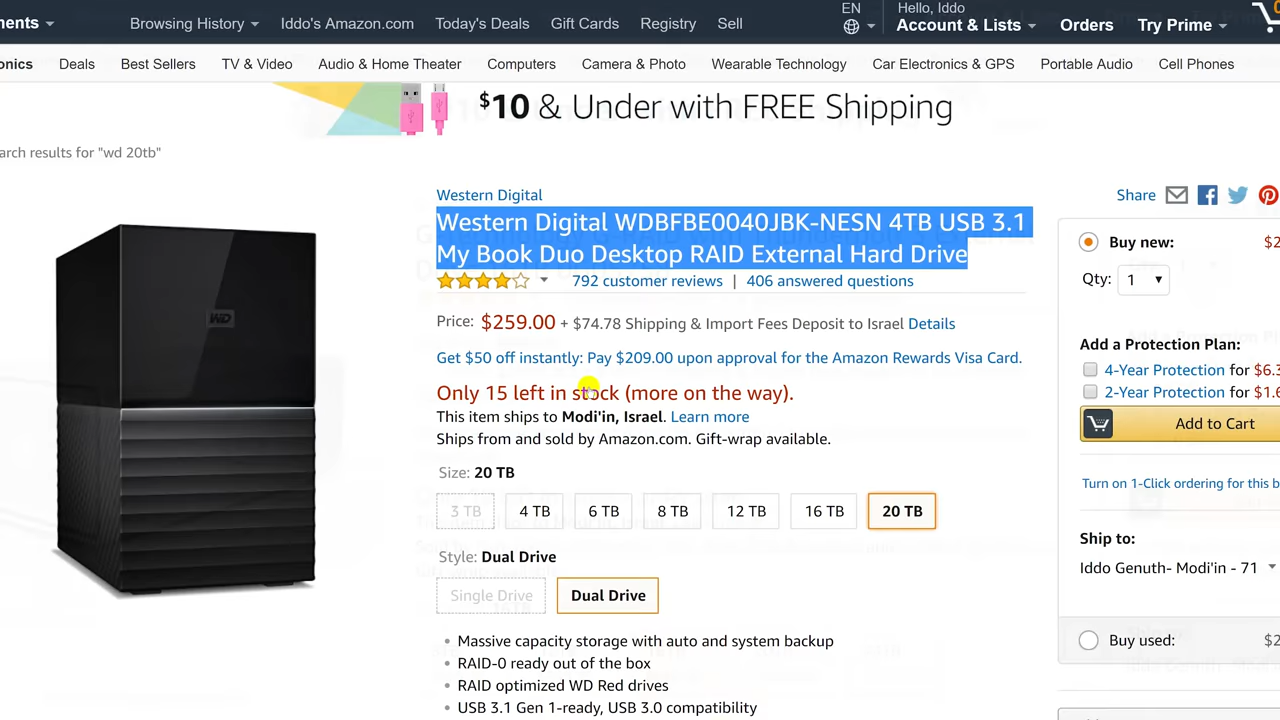 ments
Browsing History
Iddo's Amazon.com
Today's Deals
Gift Cards
Registry
Sell
EN
Hello, Iddo
Account & Lists
Orders
Try Prime
onics
Deals
Best Sellers
TV & Video
Audio & Home Theater
Computers
Camera & Photo
Wearable Technology
Car Electronics & GPS
Portable Audio
Cell Phones
$10 & Under with FREE Shipping
arch results for "wd 20tb"
Western Digital
Share
Western Digital WDBFBE0040JBK-NESN 4TB USB 3.1
My Book Duo Desktop RAID External Hard Drive
792 customer reviews | 406 answered questions
Price: $259.00 + $74.78 Shipping & Import Fees Deposit to Israel Details
Get $50 off instantly: Pay $209.00 upon approval for the Amazon Rewards Visa Card.
Only 15 left in stock (more on the way).
This item ships to Modi'in, Israel. Learn more
Ships from and sold by Amazon.com. Gift-wrap available.
Size: 20 TB
3 TB
4 TB
6 TB
8 TB
12 TB
16 TB
20 TB
Style: Dual Drive
Single Drive
Dual Drive
• Massive capacity storage with auto and system backup
• RAID-0 ready out of the box
• RAID optimized WD Red drives
• USB 3.1 Gen 1-ready, USB 3.0 compatibility
WD
Buy new:
$2
Qty: 1
Add a Protection Plan:
4-Year Protection for $6.3
2-Year Protection for $1.6
Add to Cart
Turn on 1-Click ordering for this b
Ship to:
Iddo Genuth- Modi'in - 71
Buy used:
$2